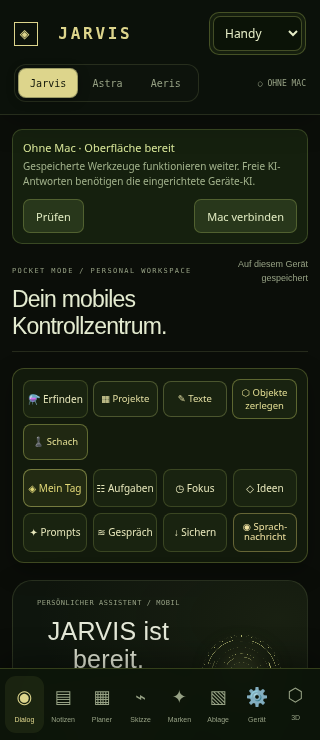 JARVIS
Handy
Jarvis
Astra
Aeris
○ OHNE MAC
Ohne Mac · Oberfläche bereit
Gespeicherte Werkzeuge funktionieren weiter. Freie KI-
Antworten benötigen die eingerichtete Geräte-KI.
Prüfen
Mac verbinden
POCKET MODE / PERSONAL WORKSPACE
Auf diesem Gerät
gespeichert
Dein mobiles
Kontrollzentrum.
Erfinden
Projekte
Texte
Objekte
zerlegen
Schach
Mein Tag
Aufgaben
Fokus
Ideen
Prompts
Gespräch
Sichern
Sprach-
nachricht
PERSÖNLICHER ASSISTENT / MOBIL
JARVIS ist
bereit.
Dialog
Notizen
Planer
Skizze
Marken
Ablage
Gerät
3D